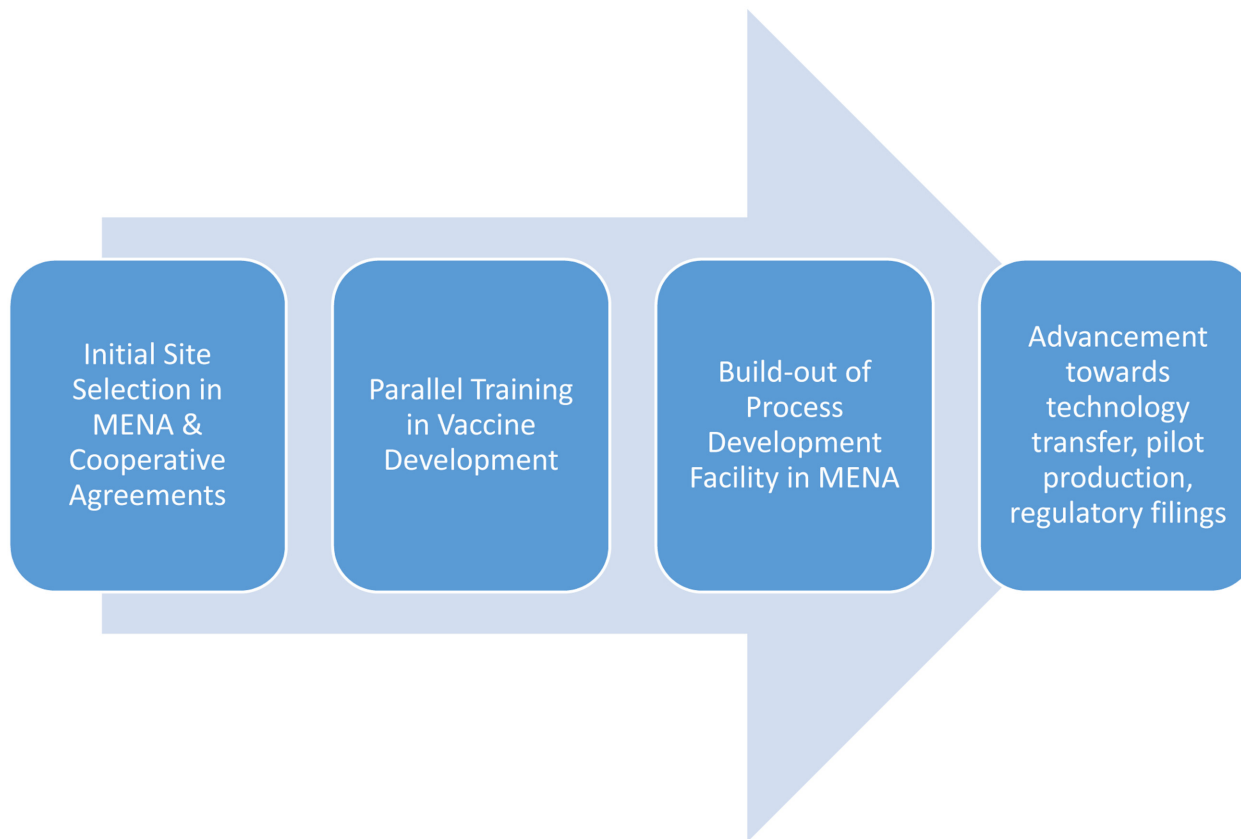 Initial Site
Selection in
MENA &
Cooperative
Agreements
Parallel Training
in Vaccine
Development
Build-out of
Process
Development
Facility in MENA
Advancement
towards
technology
transfer, pilot
production,
regulatory filings